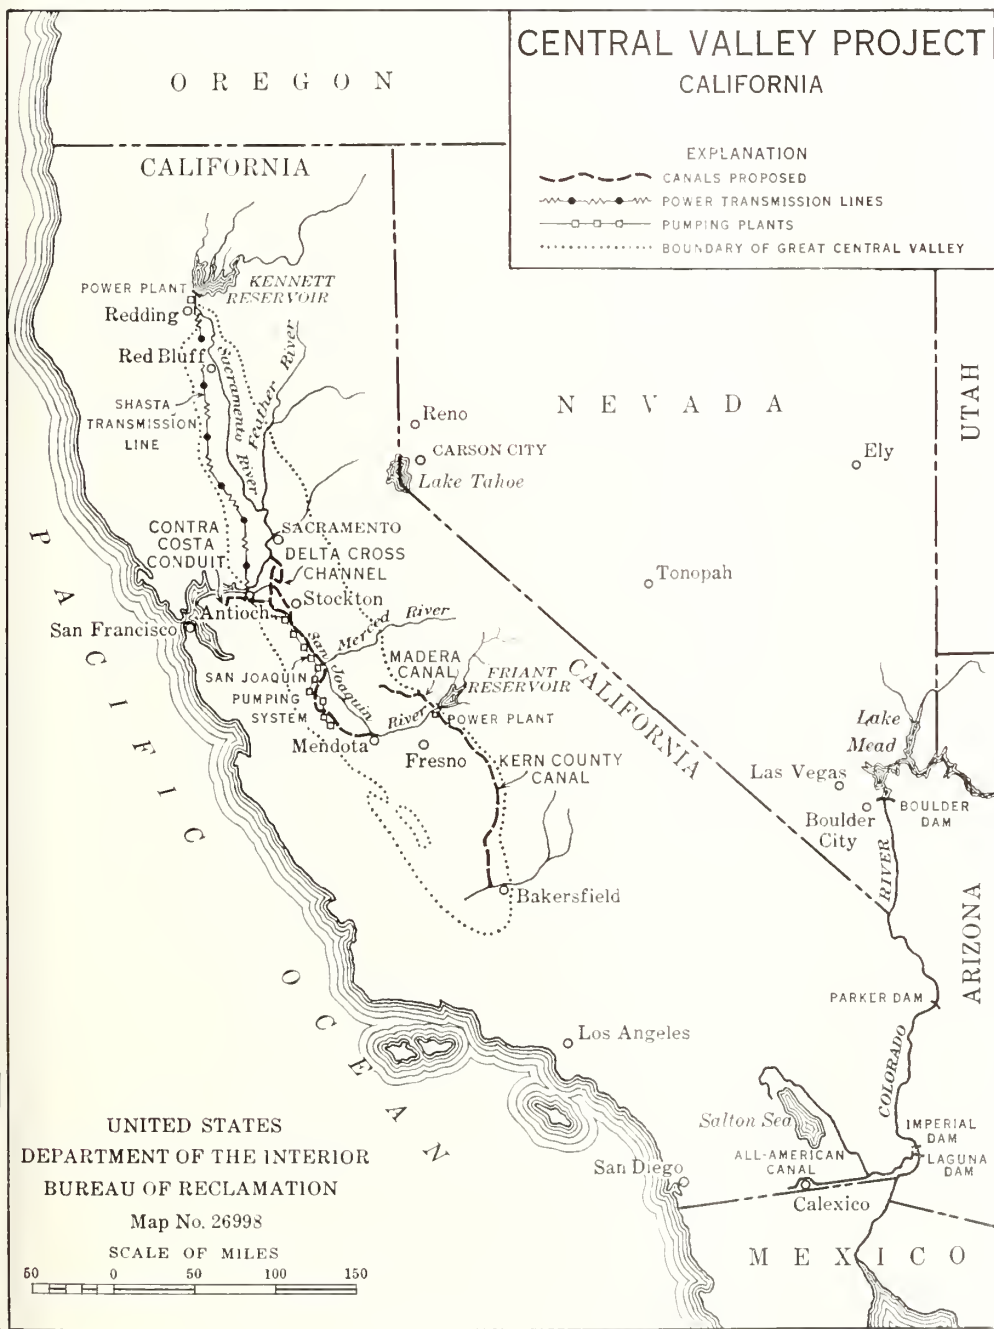 CENTRAL VALLEY PROJECT
CALIFORNIA
EXPLANATION
CANALS PROPOSED
POWER TRANSMISSION LINES
PUMPING PLANTS
BOUNDARY OF GREAT CENTRAL VALLEY
OREGON
CALIFORNIA
KENNETT
RESERVOIR
POWER PLANT
Redding
Red Bluff
Sacramento River
Feather River
SHASTA
TRANSMISSION
LINE
NEVADA
UTAH
Reno
CARSON CITY
Lake Tahoe
Ely
Tonopah
PACIFIC OCEAN
CONTRA
COSTA
CONDUIT
SACRAMENTO
DELTA CROSS
CHANNEL
Stockton
Antioch
San Francisco
Merced River
San Joaquin River
SAN JOAQUIN
PUMPING
SYSTEM
MADERA
CANAL
FRIANT
RESERVOIR
POWER PLANT
Mendota
Fresno
KERN COUNTY
CANAL
Bakersfield
CALIFORNIA
Lake
Mead
Las Vegas
Boulder
City
BOULDER
DAM
COLORADO RIVER
ARIZONA
PARKER DAM
Los Angeles
Salton Sea
IMPERIAL
DAM
LAGUNA
DAM
ALL-AMERICAN
CANAL
San Diego
Calexico
MEXICO
UNITED STATES
DEPARTMENT OF THE INTERIOR
BUREAU OF RECLAMATION
Map No. 26998
SCALE OF MILES
50 0 50 100 150